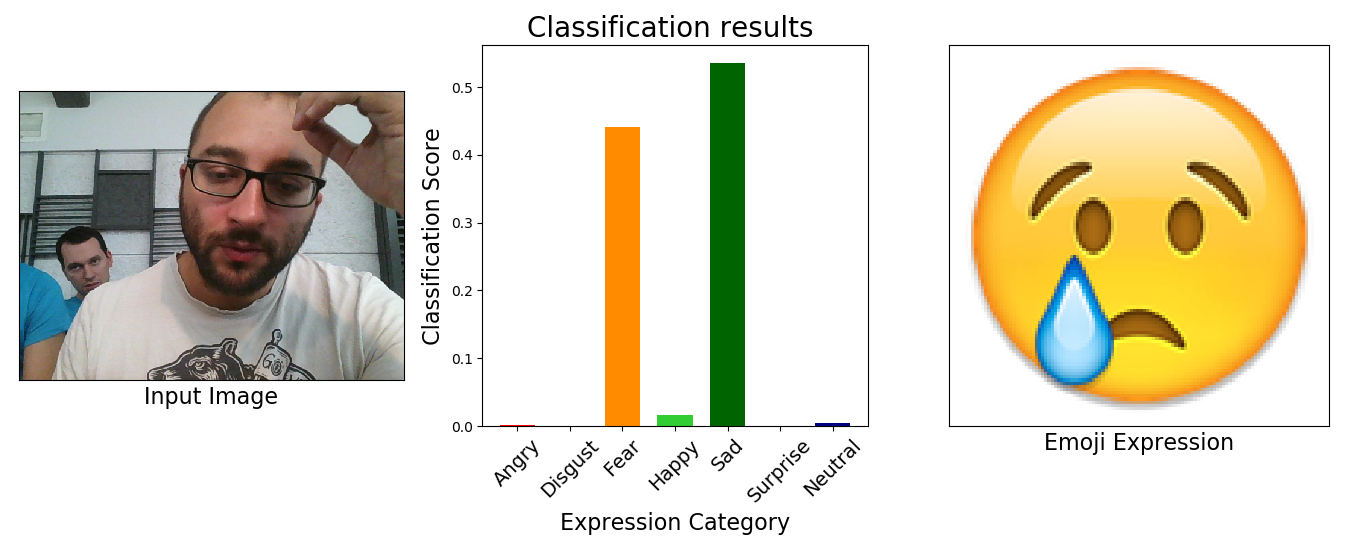 Classification results
Classification Score
0.5
0.4
0.3
0.2
0.1
0.0
Angry
Disgust
Fear
Happy
Sad
Surprise
Neutral
Expression Category
Input Image
Emoji Expression